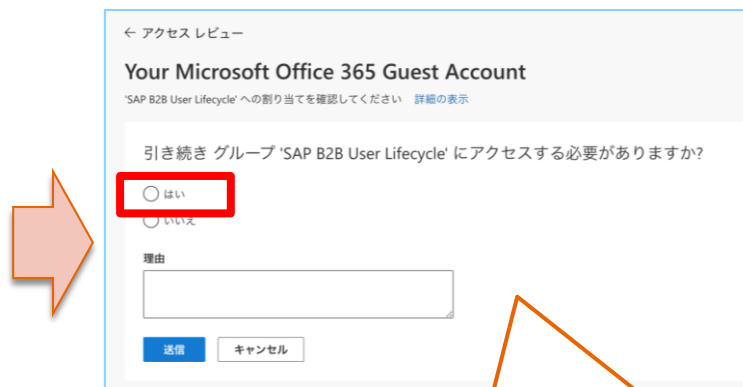 ← アクセス レビュー
Your Microsoft Office 365 Guest Account
'SAP B2B User Lifecycle' への割り当てを確認してください 詳細の表示
引き続き グループ 'SAP B2B User Lifecycle' にアクセスする必要がありますか?
はい
いいえ
理由
送信 キャンセル